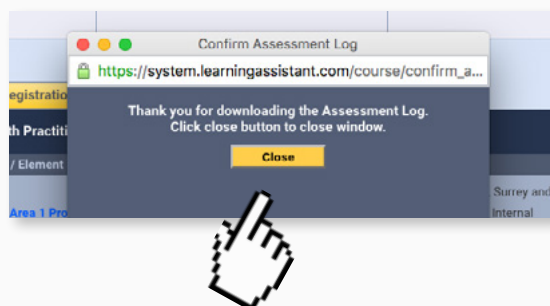 Confirm Assessment Log
https://system.learningassistant.com/course/confirm_a...
egistratio
Thank you for downloading the Assessment Log.
Click close button to close window.
th Practiti
Close
/ Element
Surrey and
Area 1 Pro
Internal